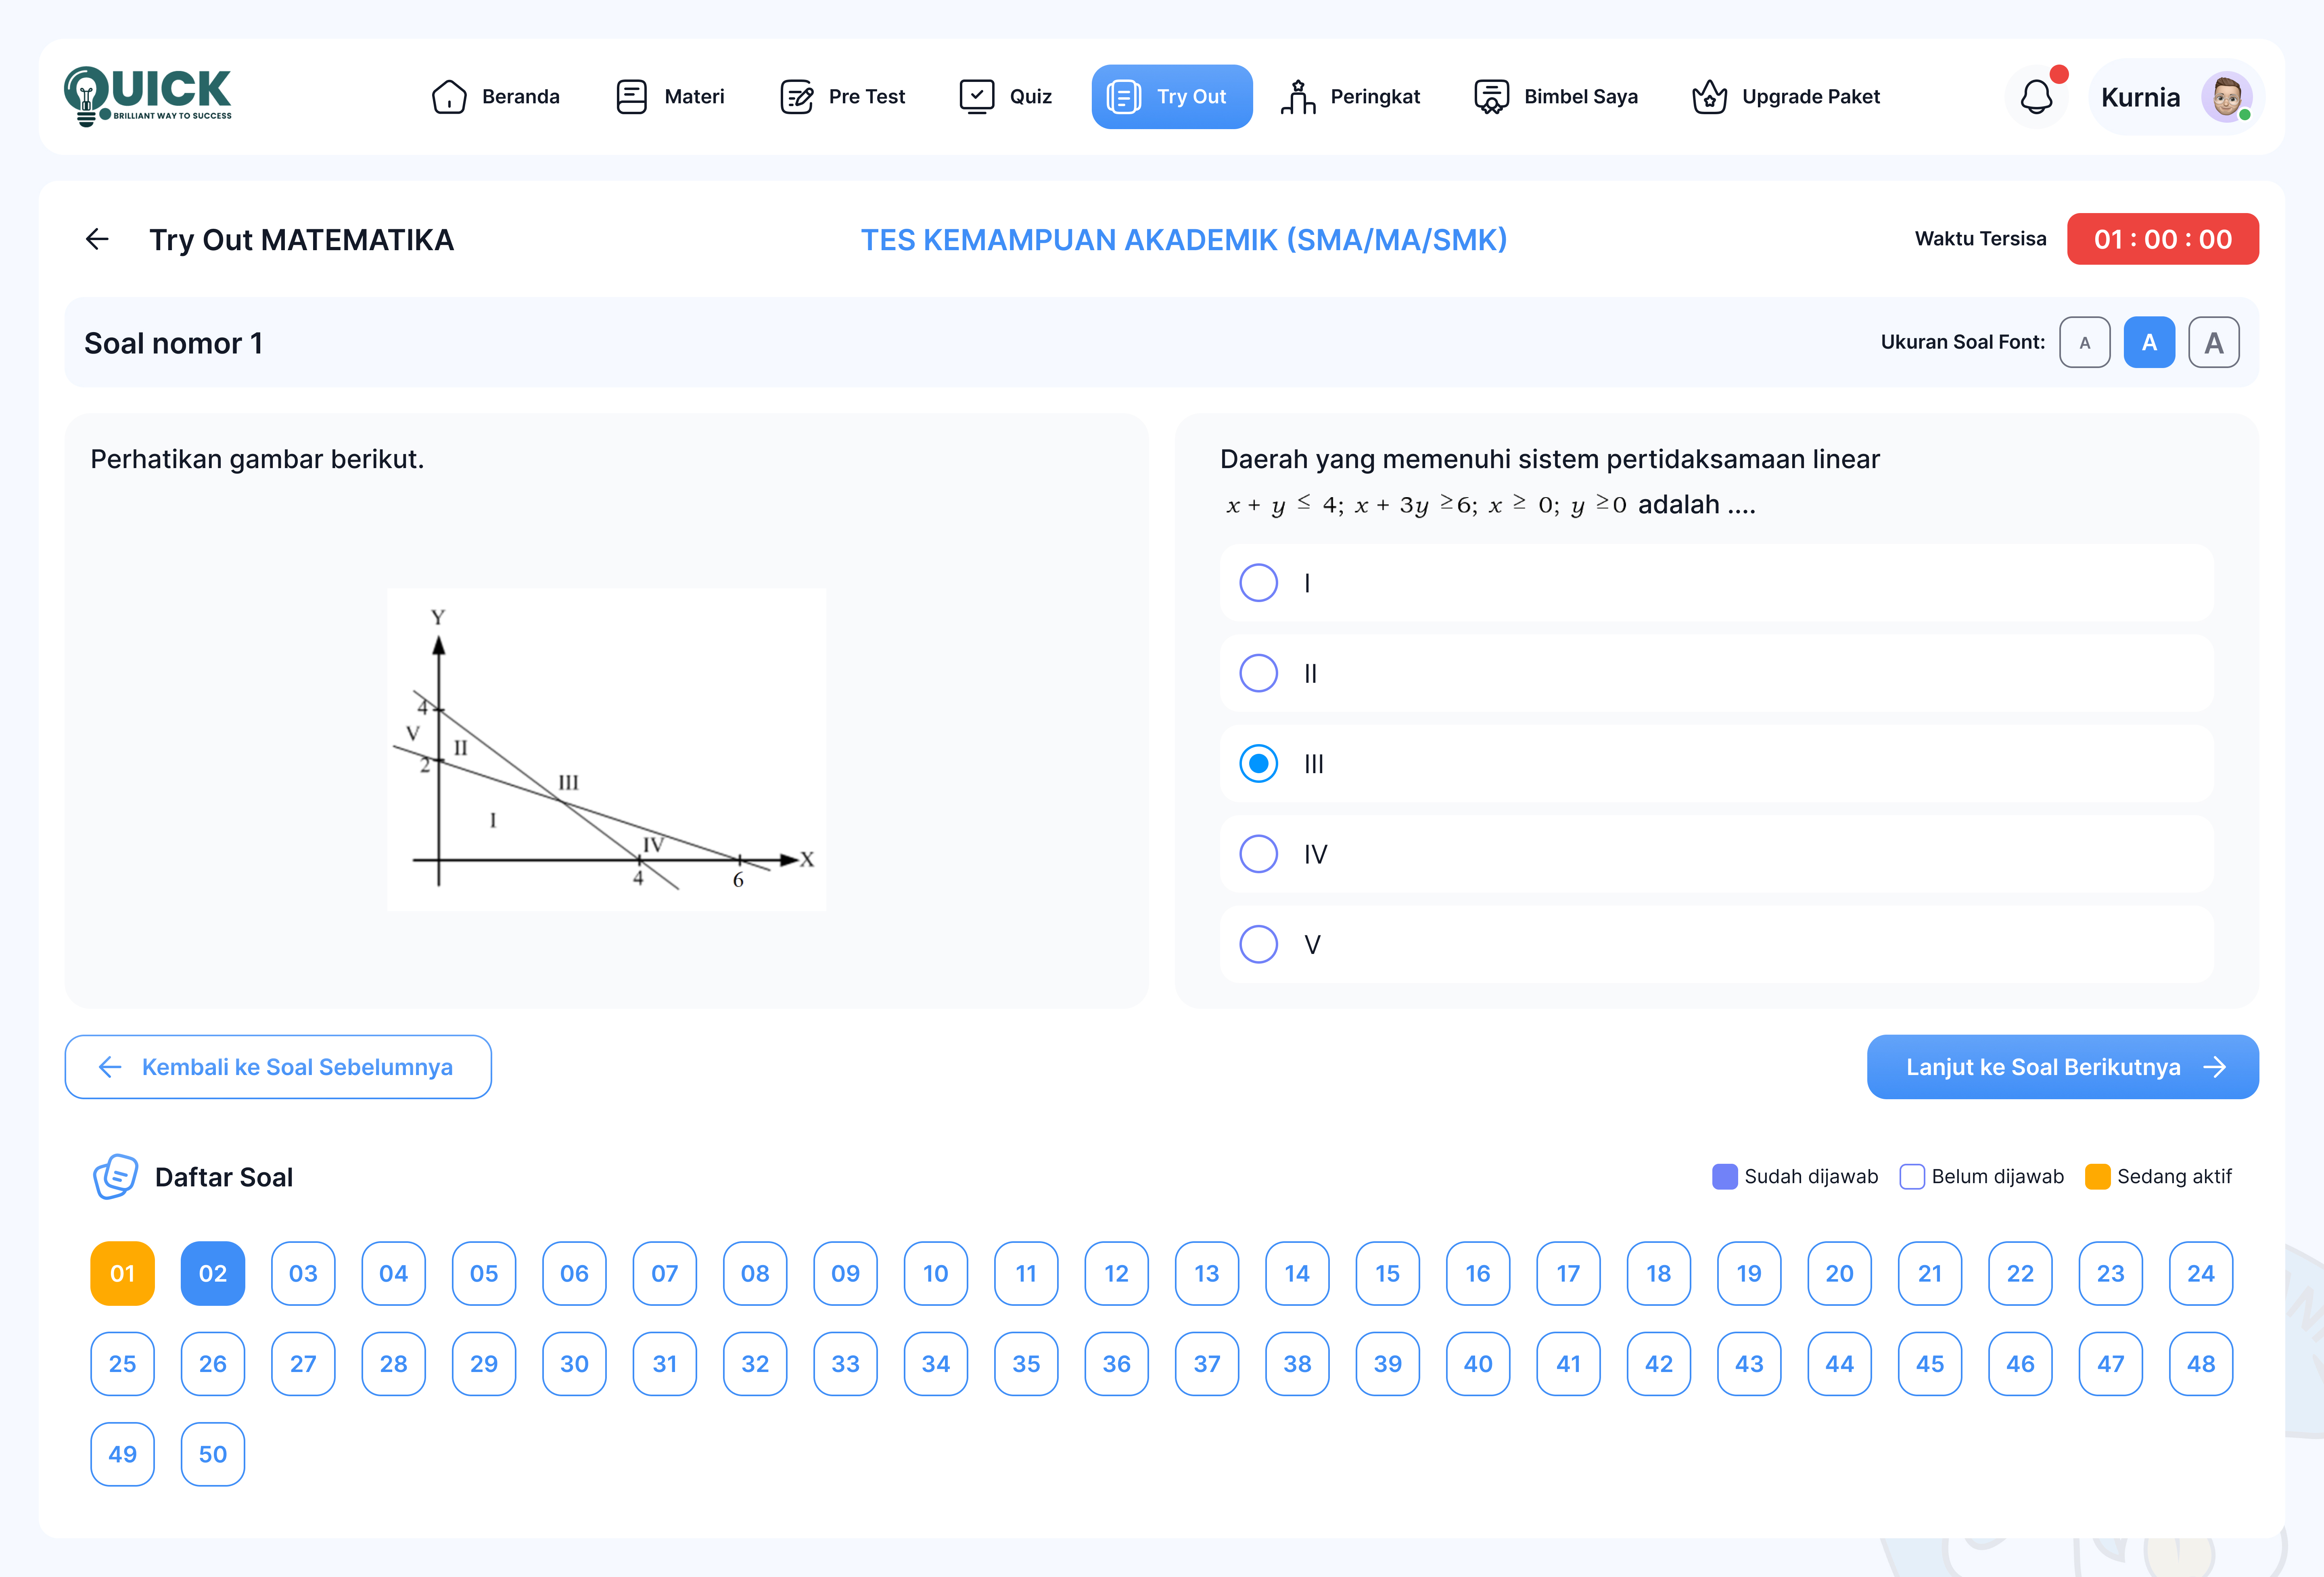 QUICK
BRILLIANT WAY TO SUCCESS
Beranda
Materi
Pre Test
Quiz
Try Out
Peringkat
Bimbel Saya
Upgrade Paket
Kurnia
Try Out MATEMATIKA
TES KEMAMPUAN AKADEMIK (SMA/MA/SMK)
Waktu Tersisa
01 : 00 : 00
Soal nomor 1
Ukuran Soal Font:
A
A
A
Perhatikan gambar berikut.
Y
4
V
II
2
III
I
IV
X
4
6
Daerah yang memenuhi sistem pertidaksamaan linear
x + y ≤ 4; x + 3y ≥6; x ≥ 0; y ≥0 adalah ....
I
II
III
IV
V
Kembali ke Soal Sebelumnya
Lanjut ke Soal Berikutnya
Daftar Soal
Sudah dijawab
Belum dijawab
Sedang aktif
01 02 03 04 05 06 07 08 09 10 11 12 13 14 15 16 17 18 19 20 21 22 23 24
25 26 27 28 29 30 31 32 33 34 35 36 37 38 39 40 41 42 43 44 45 46 47 48
49 50